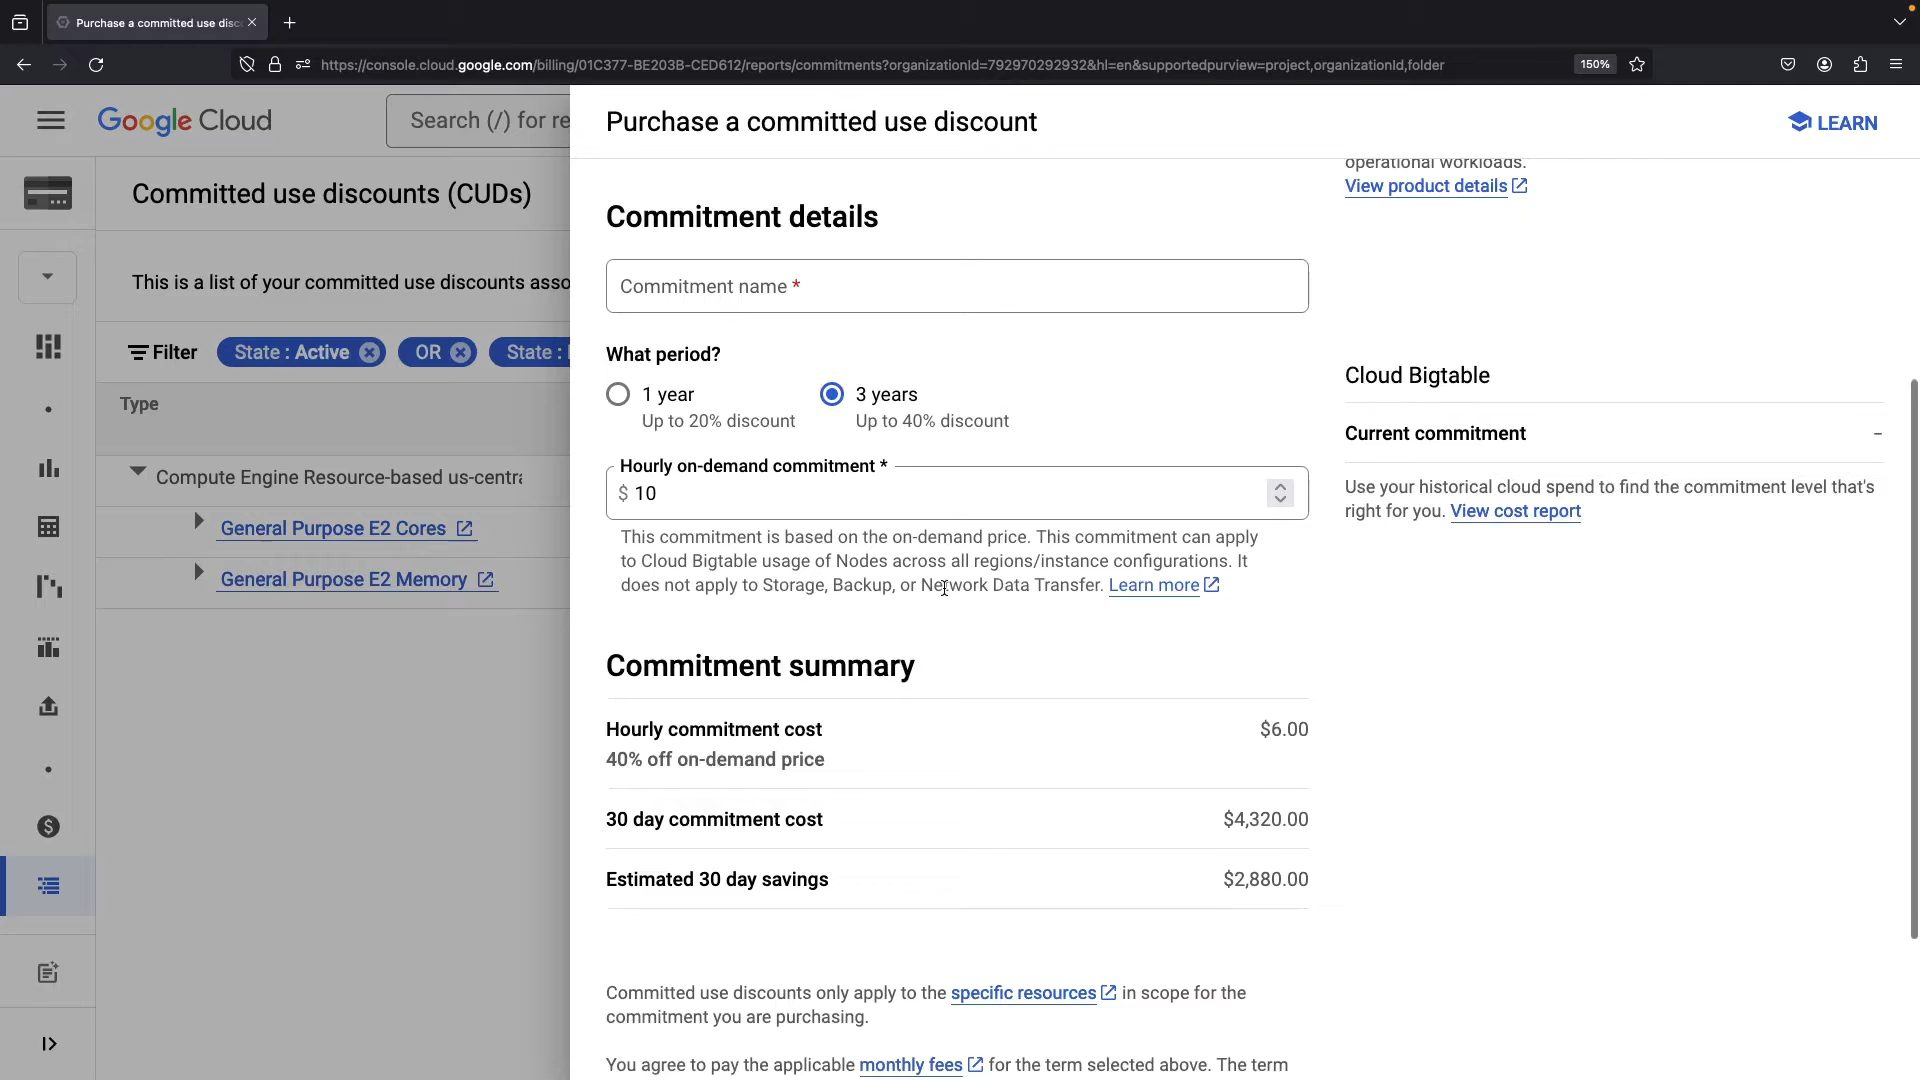 Purchase a committed use disc
https://console.cloud.google.com/billing/01C377-BE203B-CED612/reports/commitments?organizationId=792970292932&hl=en&supportedpurview=project,organizationId,folder
150%
Google Cloud
Search (/) for re
Committed use discounts (CUDs)
This is a list of your committed use discounts asso
Filter
State : Active
OR
State :
Type
Compute Engine Resource-based us-centra
General Purpose E2 Cores
General Purpose E2 Memory
Purchase a committed use discount
LEARN
Commitment details
Commitment name *
What period?
1 year
Up to 20% discount
3 years
Up to 40% discount
Hourly on-demand commitment *
$ 10
This commitment is based on the on-demand price. This commitment can apply
to Cloud Bigtable usage of Nodes across all regions/instance configurations. It
does not apply to Storage, Backup, or Network Data Transfer. Learn more
Commitment summary
Hourly commitment cost
$6.00
40% off on-demand price
30 day commitment cost
$4,320.00
Estimated 30 day savings
$2,880.00
Committed use discounts only apply to the specific resources in scope for the
commitment you are purchasing.
You agree to pay the applicable monthly fees for the term selected above. The term
operational workloads.
View product details
Cloud Bigtable
Current commitment
–
Use your historical cloud spend to find the commitment level that's
right for you. View cost report